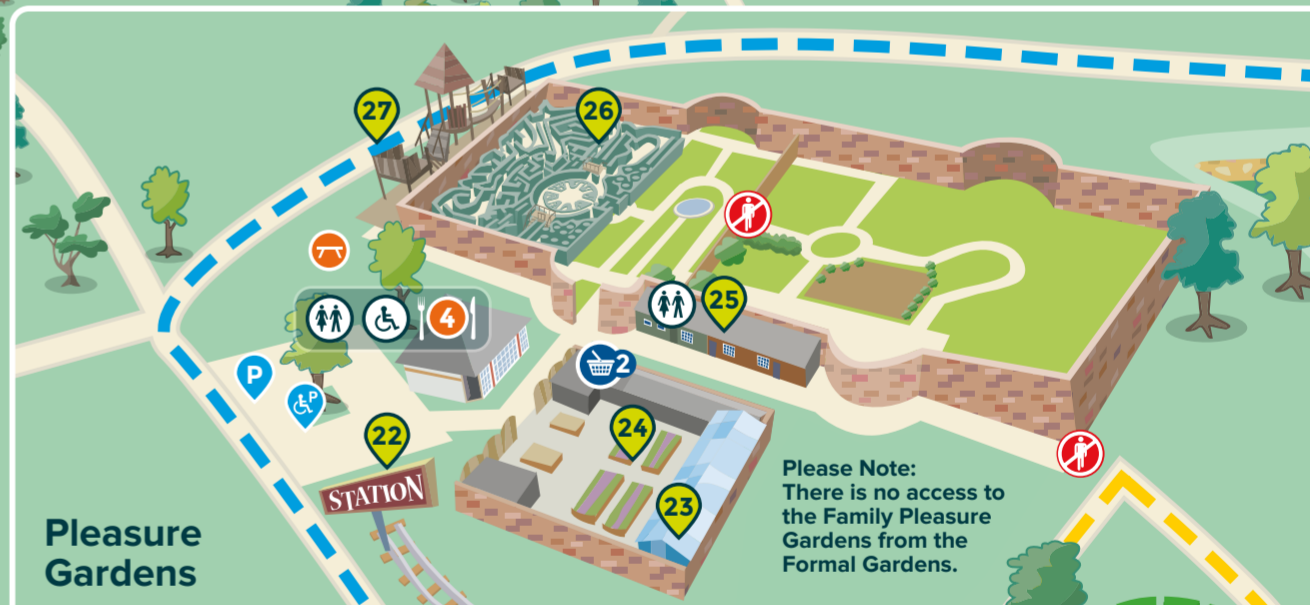 27
26
25
4
P
P
2
22
24
STATION
23
Please Note:
There is no access to
the Family Pleasure
Gardens from the
Formal Gardens.
Pleasure
Gardens